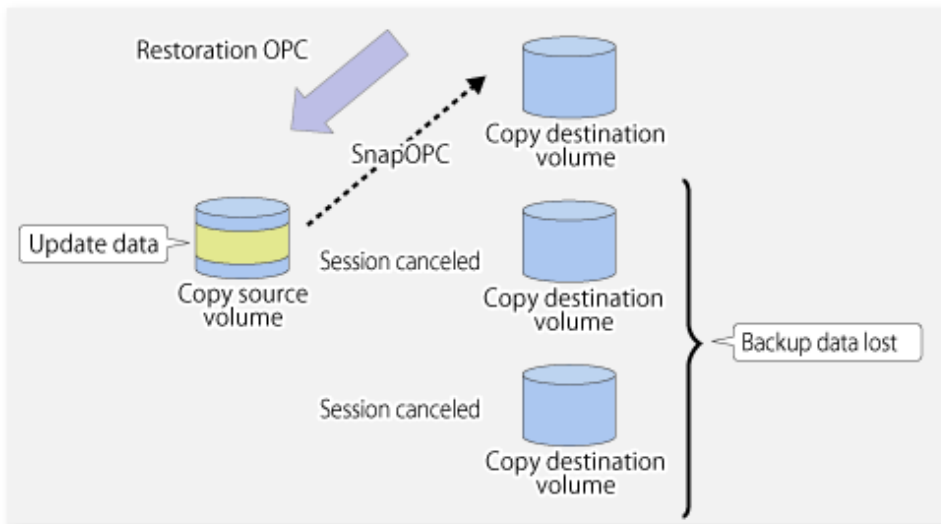 Restoration OPC
Copy destination
volume
SnapOPC
Update data
Copy source
volume
Session canceled
Copy destination
volume
Backup data lost
Session canceled
Copy destination
volume